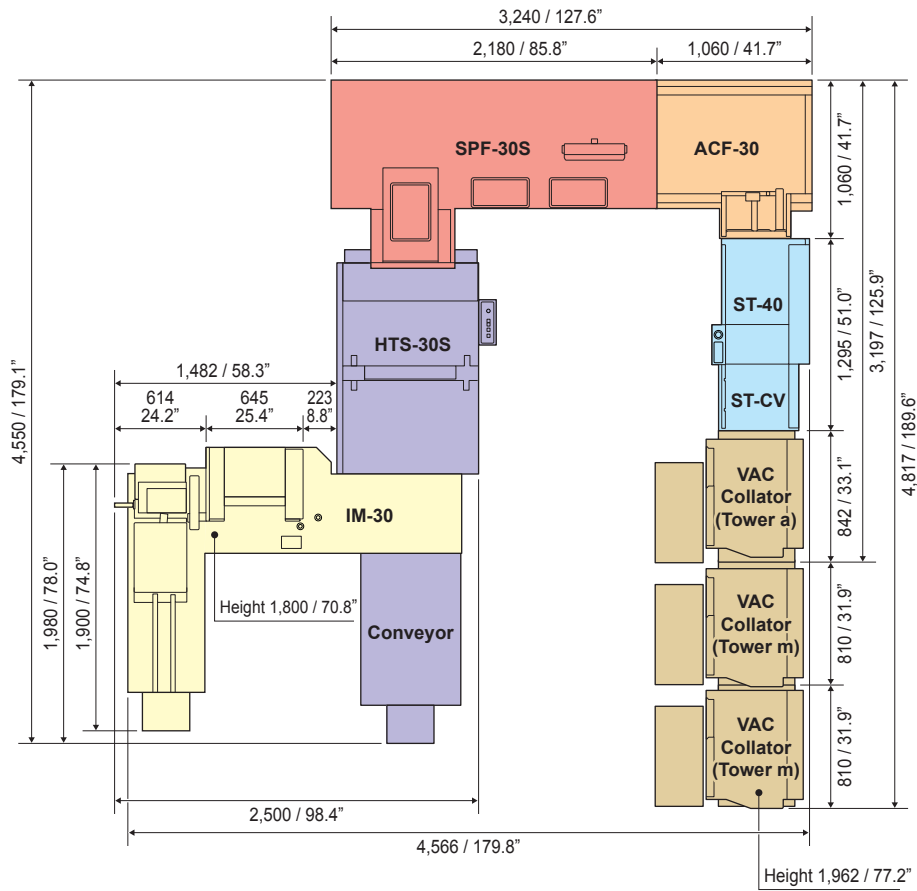 3,240 / 127.6”
2,180 / 85.8”
1,060 / 41.7”
SPF-30S
ACF-30
1,060 / 41.7”
ST-40
HTS-30S
1,295 / 51.0”
3,197 / 125.9”
1,482 / 58.3”
614
24.2”
645
25.4”
223
8.8”
ST-CV
4,550 / 179.1”
4,817 / 189.6”
VAC
Collator
(Tower a)
842 / 33.1”
IM-30
1,980 / 78.0”
1,900 / 74.8”
Height 1,800 / 70.8”
Conveyor
VAC
Collator
(Tower m)
810 / 31.9”
VAC
Collator
(Tower m)
810 / 31.9”
2,500 / 98.4”
4,566 / 179.8”
Height 1,962 / 77.2”